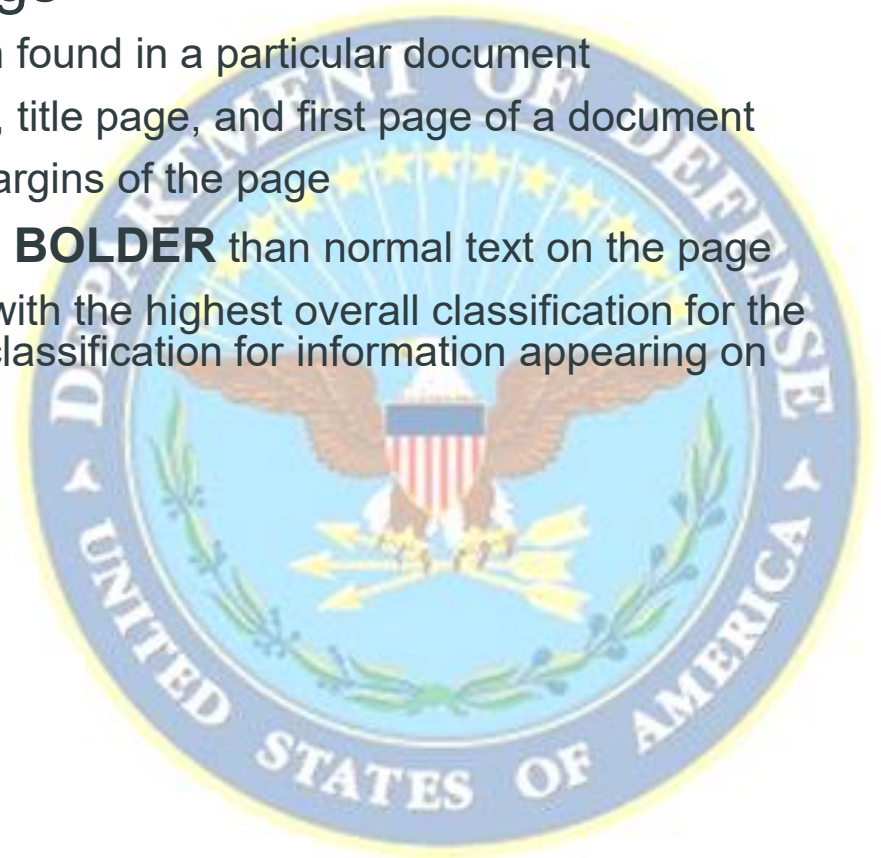 found in a particular document
, title page, and first page of a document
argins of the page
BOLDER than normal text on the page
with the highest overall classification for the
classification for information appearing on
DEPARTMENT OF DEFENSE
UNITED STATES OF AMERICA